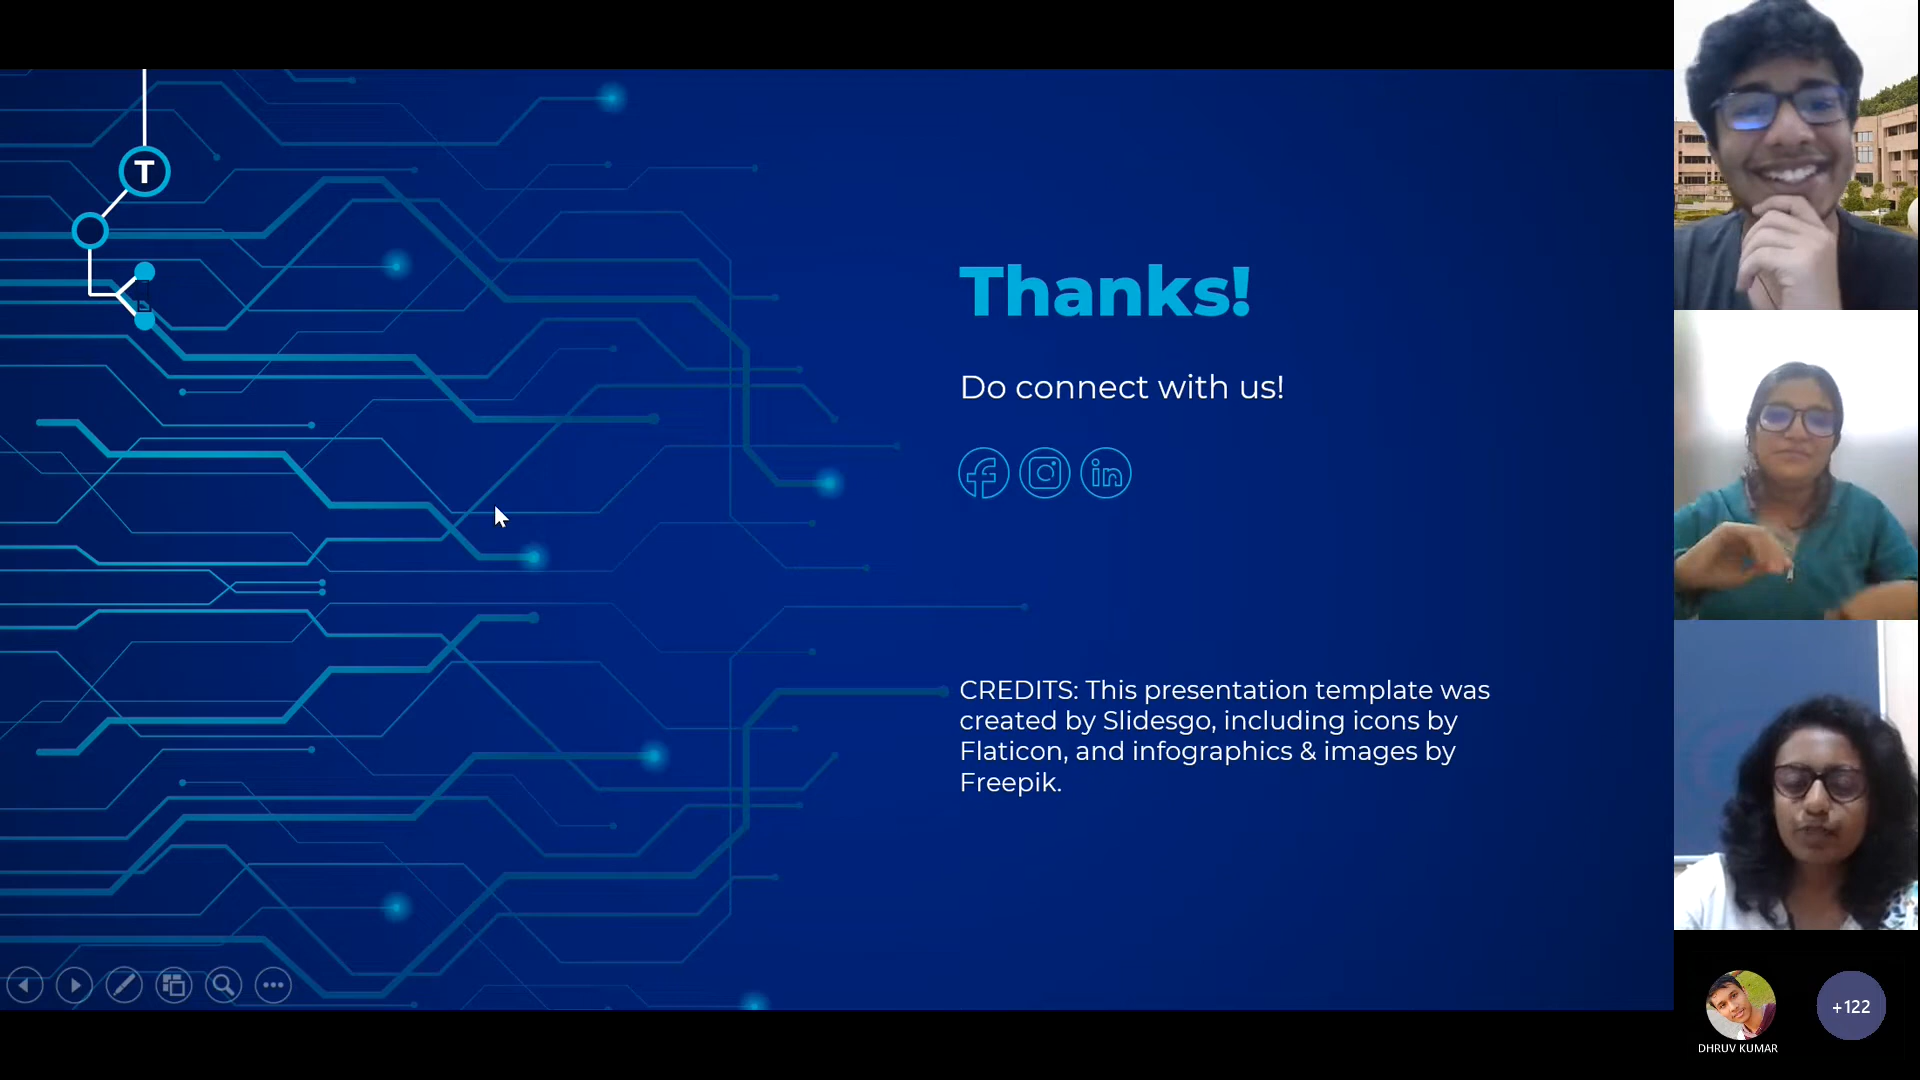 T
Thanks!
Do connect with us!
CREDITS: This presentation template was
created by Slidesgo, including icons by
Flaticon, and infographics & images by
Freepik.
+122
DHRUV KUMAR